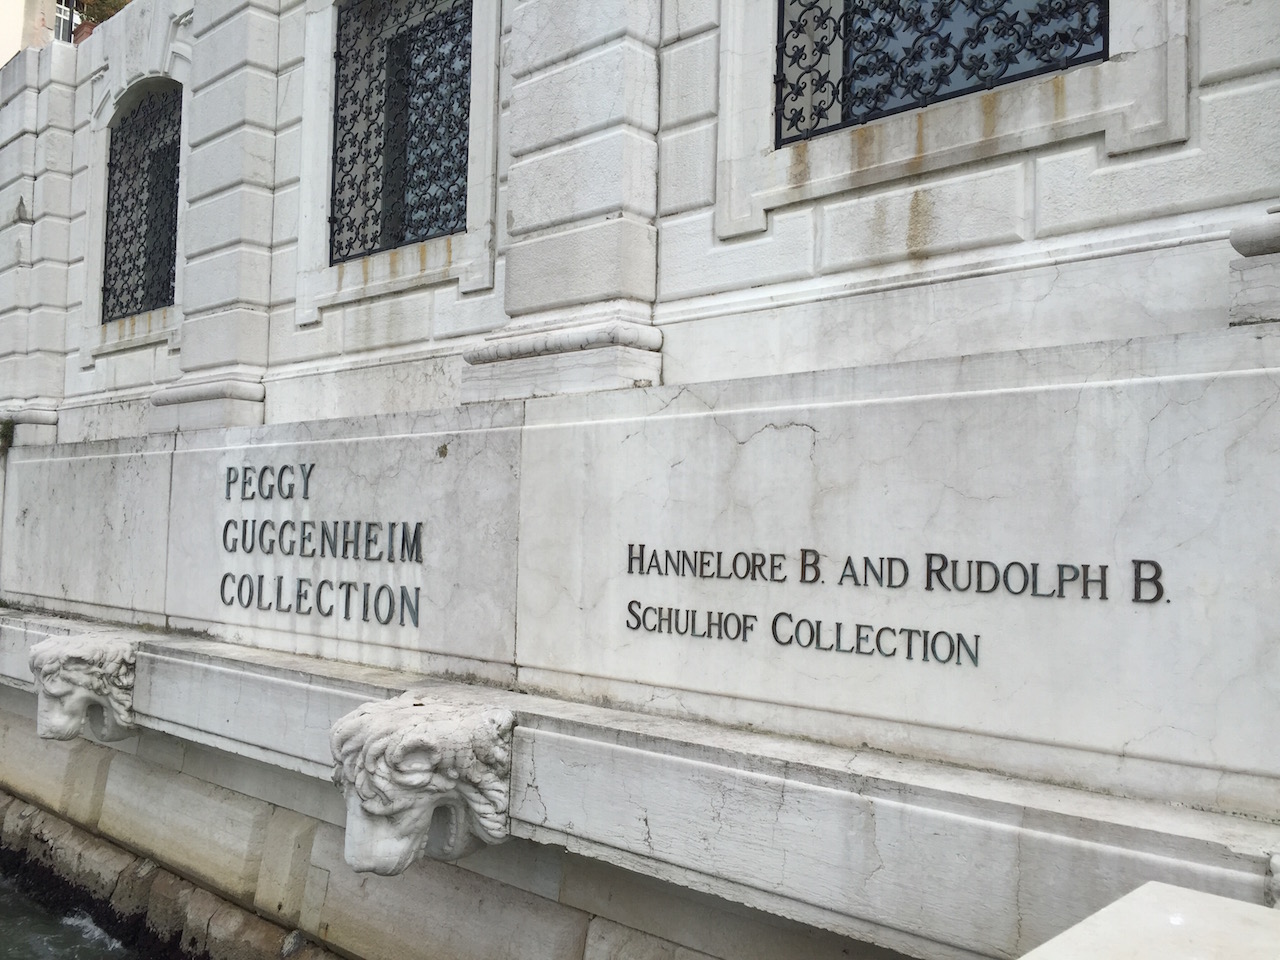 PEGGY
GUGGENHEIM
COLLECTION
HANNELORE B. AND RUDOLPH B.
SCHULHOF COLLECTION